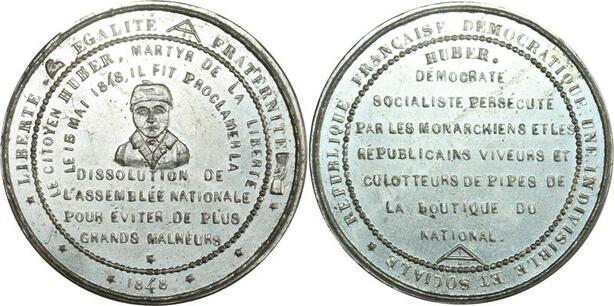 LIBERTE ÉGALITÉ FRATERNITE
LE CITOYEN HUBER, MARTYR DE LA LIBERTÉ
LE 15 MAI 1848, IL FIT PROCLAMER LA
DISSOLUTION DE
L'ASSEMBLÉE NATIONALE
POUR ÉVITER DE PLUS
GRANDS MALHEURS
1848
RÉPUBLIQUE FRANÇAISE DÉMOCRATIQUE UNE INDIVISIBLE ET SOCIALE
HUBER.
DÉMOCRATE
SOCIALISTE PERSÉCUTÉ
PAR LES MONARCHIENS ET LES
RÉPUBLICAINS VIVEURS ET
CULOTTEURS DE PIPES DE
LA BOUTIQUE DU
NATIONAL.